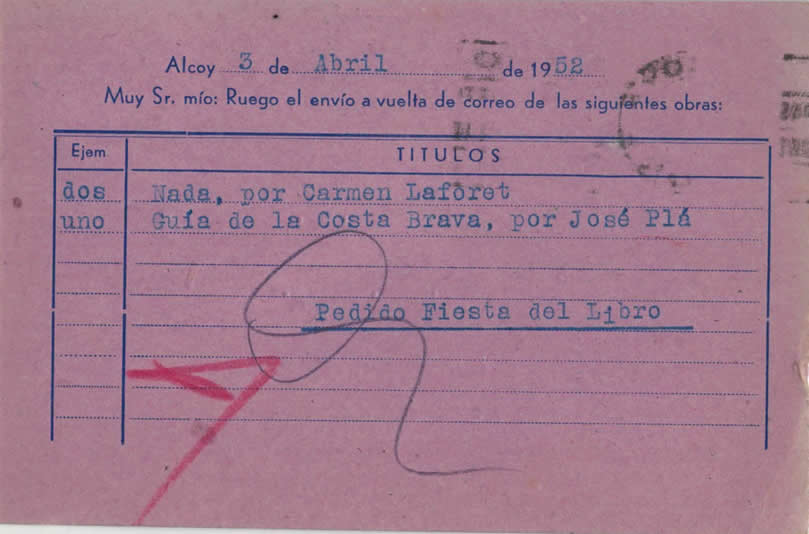 Alcoy 3 de Abril de 1952
Muy Sr. mío: Ruego el envío a vuelta de correo de las siguientes obras:
Ejem TITULOS
dos Nada, por Carmen Laforet
uno Guía de la Costa Brava, por José Plá
Pedido Fiesta del Libro